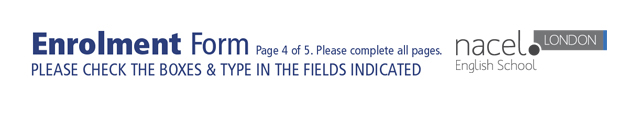 Enrolment Form Page 4 of 5. Please complete all pages.
PLEASE CHECK THE BOXES & TYPE IN THE FIELDS INDICATED
nacel. LONDON
English School